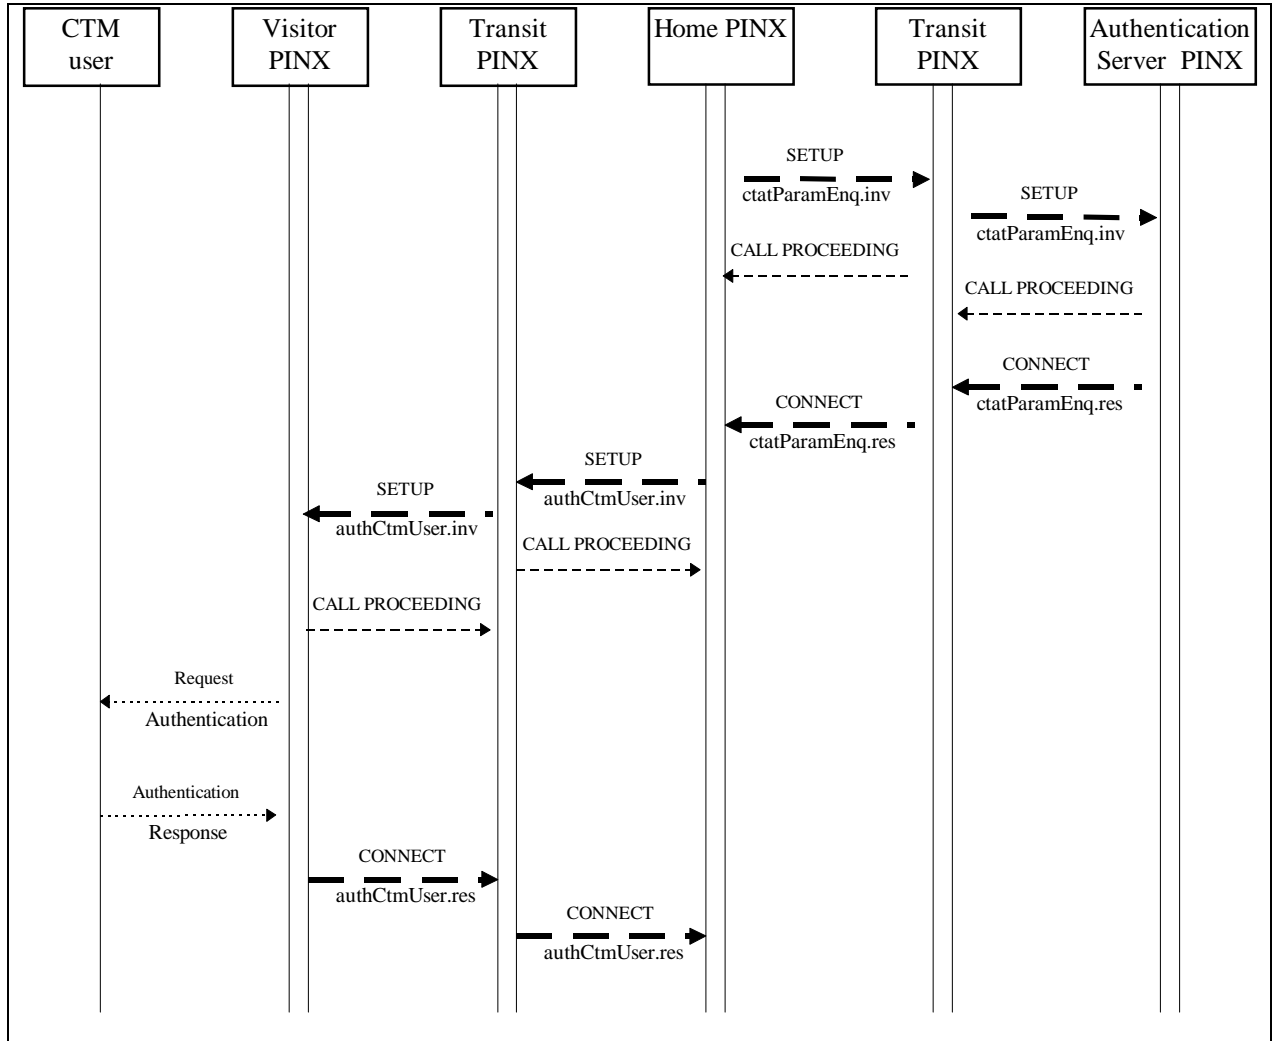 CTM
user
Visitor
PINX
Transit
PINX
Home PINX
Transit
PINX
Authentication
Server PINX
SETUP
ctatParamEnq.inv
SETUP
ctatParamEnq.inv
CALL PROCEEDING
CALL PROCEEDING
CONNECT
ctatParamEnq.res
CONNECT
ctatParamEnq.res
SETUP
authCtmUser.inv
SETUP
authCtmUser.inv
CALL PROCEEDING
CALL PROCEEDING
Request
Authentication
Authentication
Response
CONNECT
authCtmUser.res
CONNECT
authCtmUser.res